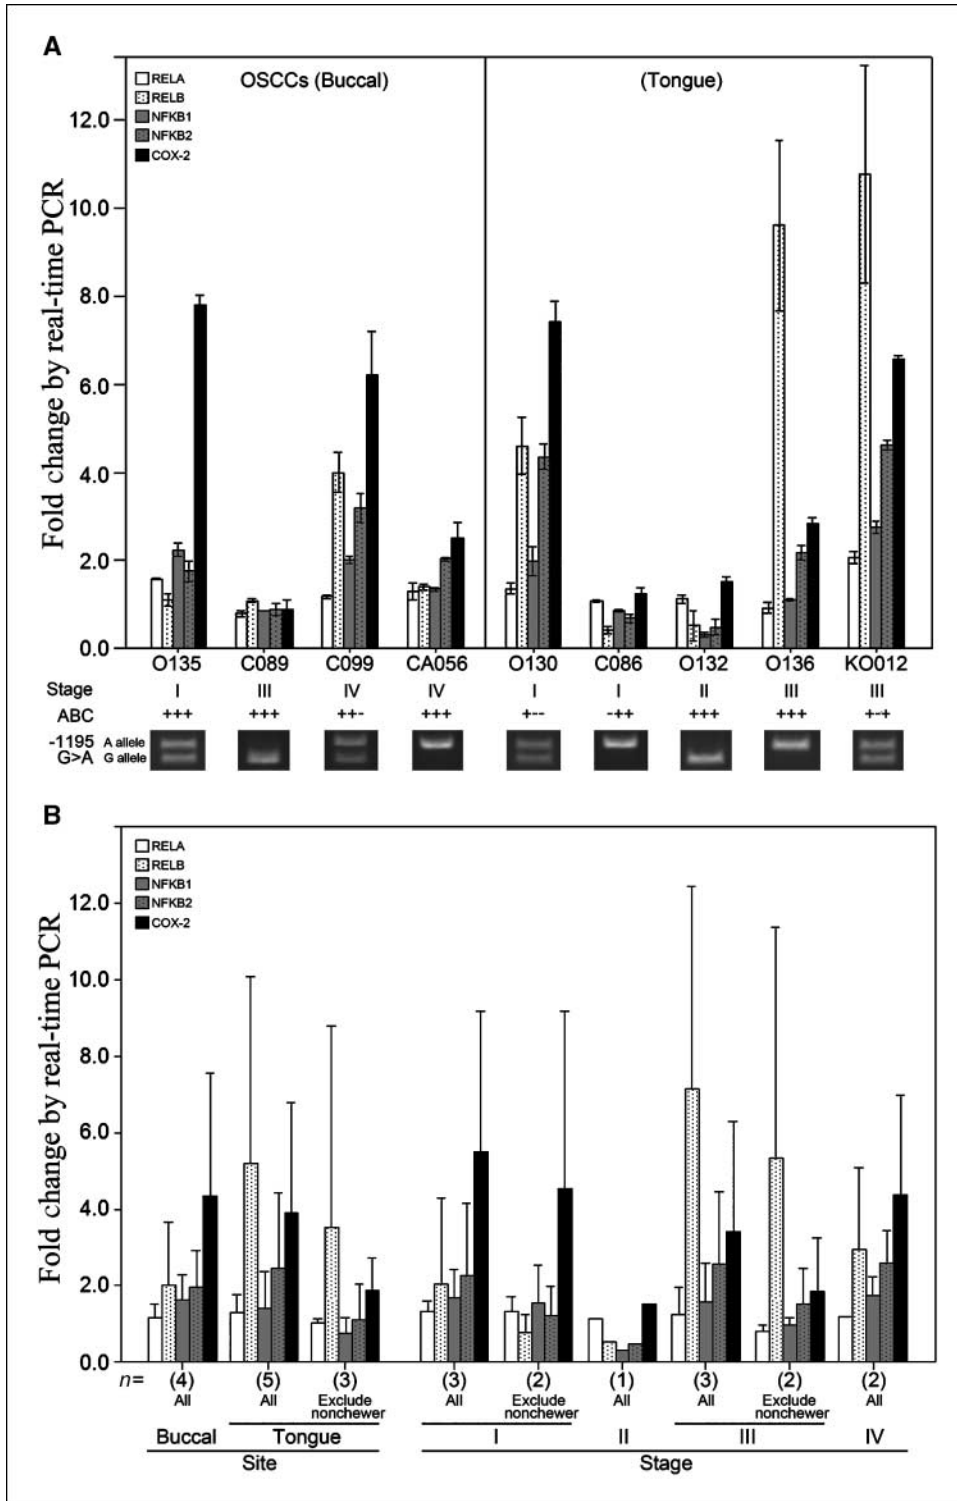 A
OSCCs (Buccal)
(Tongue)
RELA
RELB
NFKB1
NFKB2
COX-2
Fold change by real-time PCR
12.0
10.0
8.0
6.0
4.0
2.0
0.0
O135 C089 C099 CA056 O130 C086 O132 O136 KO012
Stage I III IV IV I I II III III
ABC +++ +++ ++- +++ +-- -++ +++ +++ +-+
-1195 A allele
G>A G allele
B
RELA
RELB
NFKB1
NFKB2
COX-2
Fold change by real-time PCR
12.0
10.0
8.0
6.0
4.0
2.0
0.0
n= (4) (5) (3) (3) (2) (1) (3) (2) (2)
All All Exclude nonchewer All Exclude nonchewer All All Exclude nonchewer All
Buccal Tongue I II III IV
Site Stage